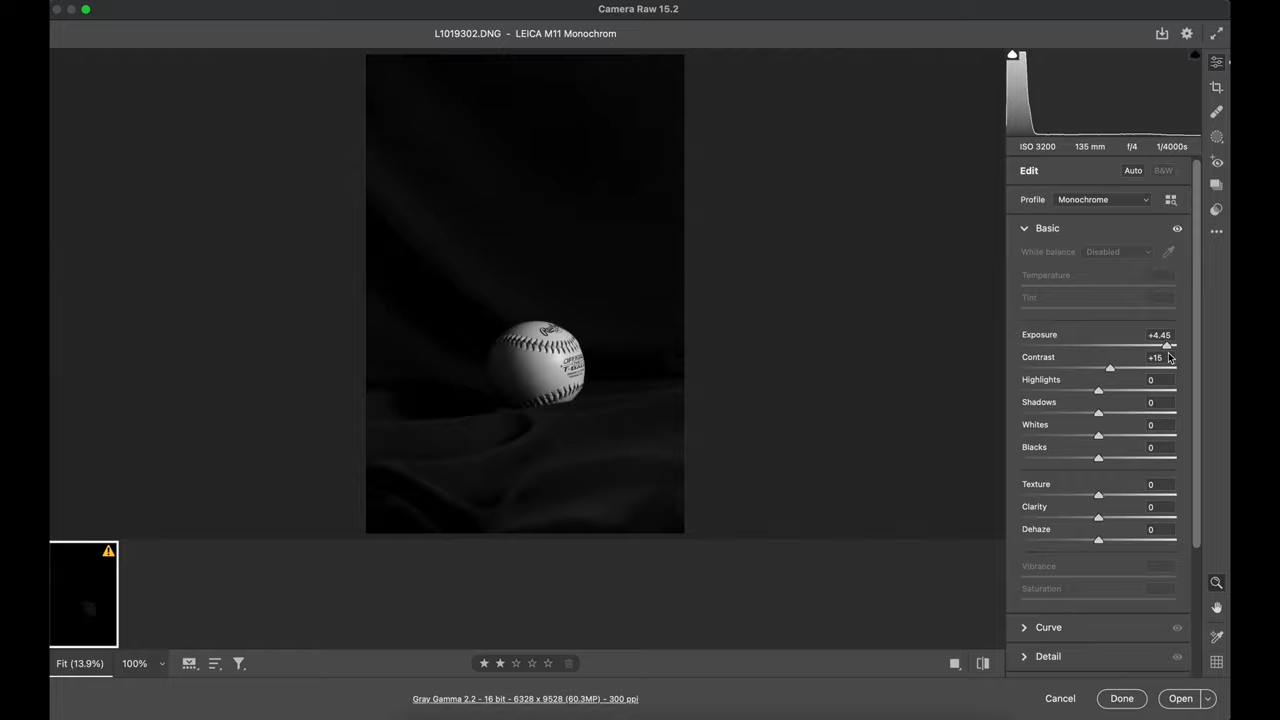 Camera Raw 15.2
L1019302.DNG - LEICA M11 Monochrom
ISO 3200 135 mm f/4 1/4000s
Edit Auto B&W
Profile Monochrome
Basic
White balance Disabled
Temperature
Tint
Exposure +4.45
Contrast +15
Highlights 0
Shadows 0
Whites 0
Blacks 0
Texture 0
Clarity 0
Dehaze 0
Vibrance
Saturation
Curve
Detail
Fit (13.9%) 100%
Gray Gamma 2.2 - 16 bit - 6328 x 9528 (60.3MP) - 300 ppi
Cancel Done Open